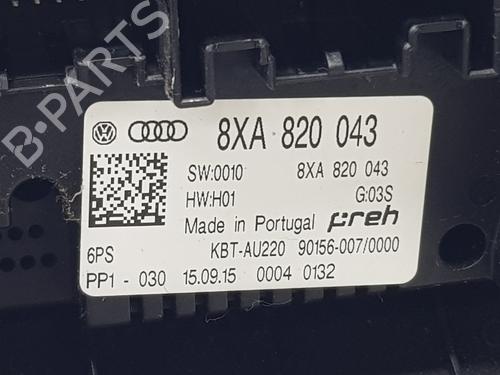 8XA 820 043
SW:0010 8XA 820 043
HW:H01 G:03S
Made in Portugal preh
6PS KBT-AU220 90156-007/0000
PP1 - 030 15.09.15 0004 0132
B-PARTS